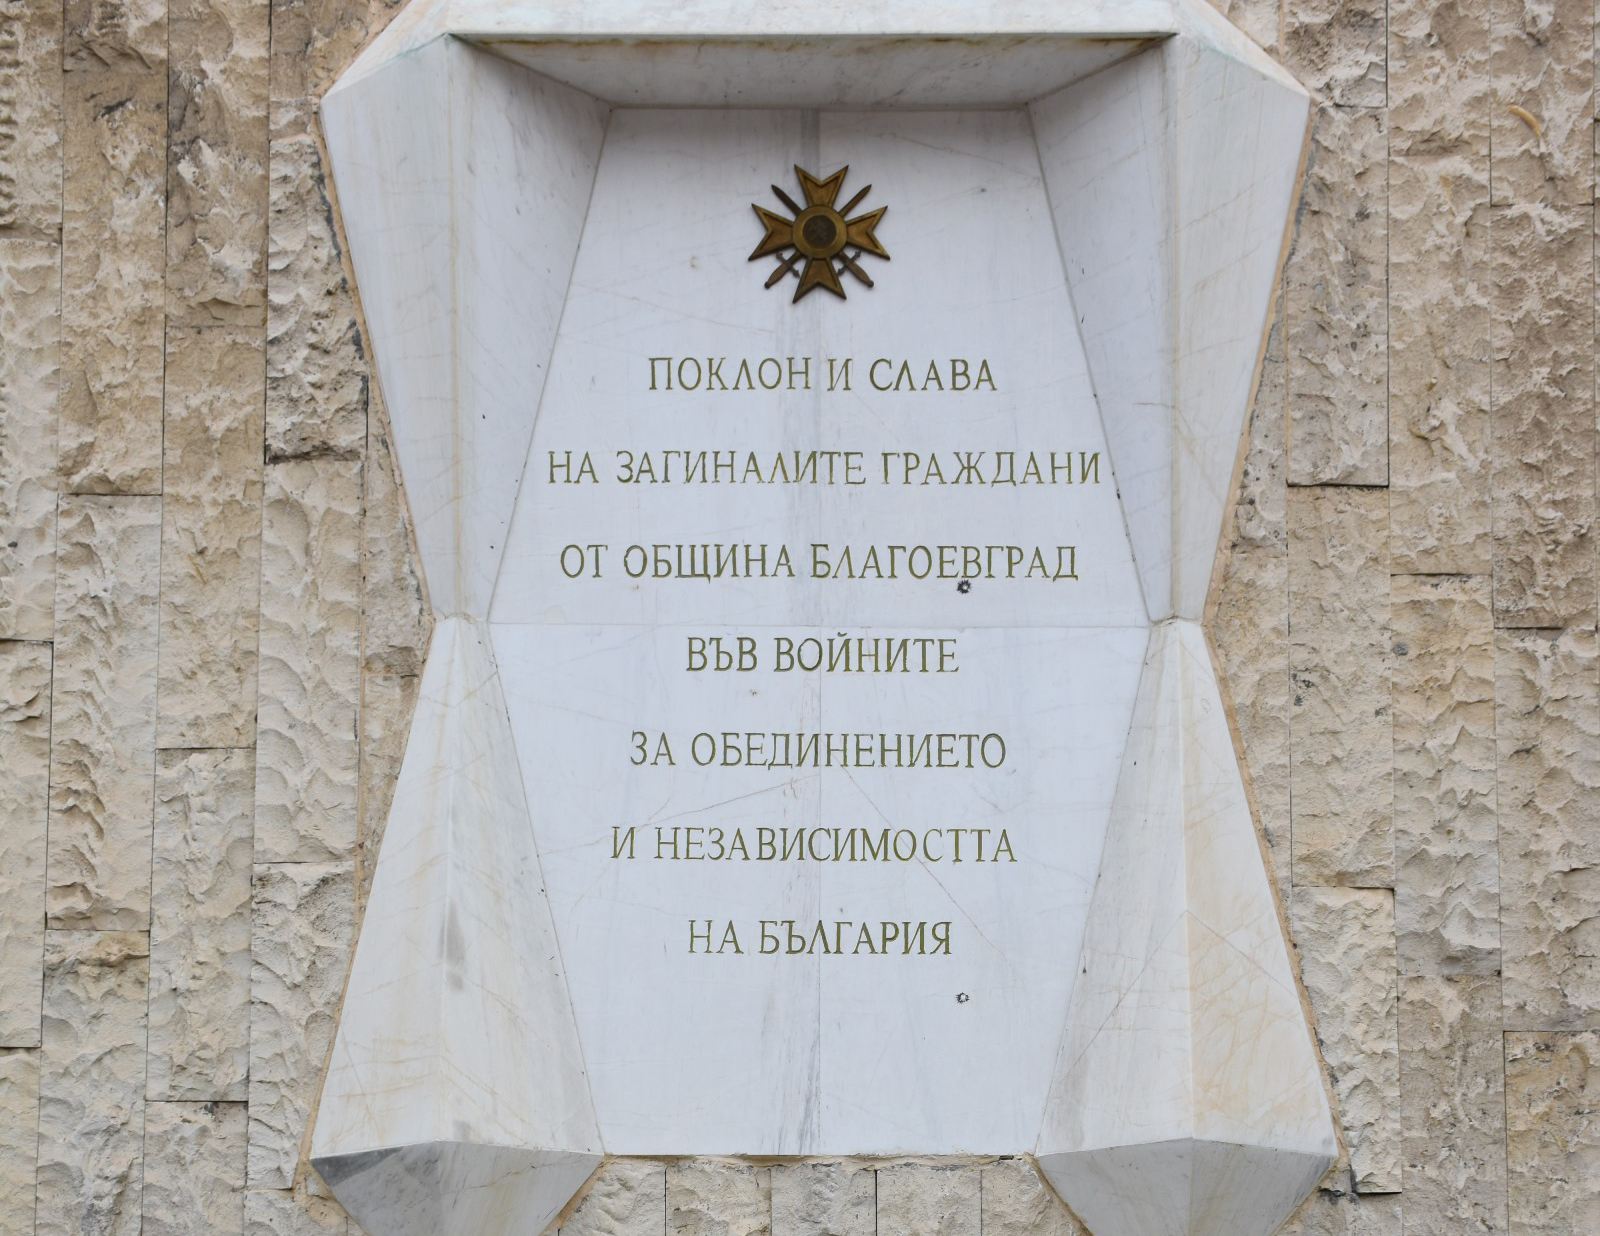 ПОКЛОН И СЛАВА
НА ЗАГИНАЛИТЕ ГРАЖДАНИ
ОТ ОБЩИНА БЛАГОЕВГРАД
ВЪВ ВОЙНИТЕ
ЗА ОБЕДИНЕНИЕТО
И НЕЗАВИСИМОСТТА
НА БЪЛГАРИЯ